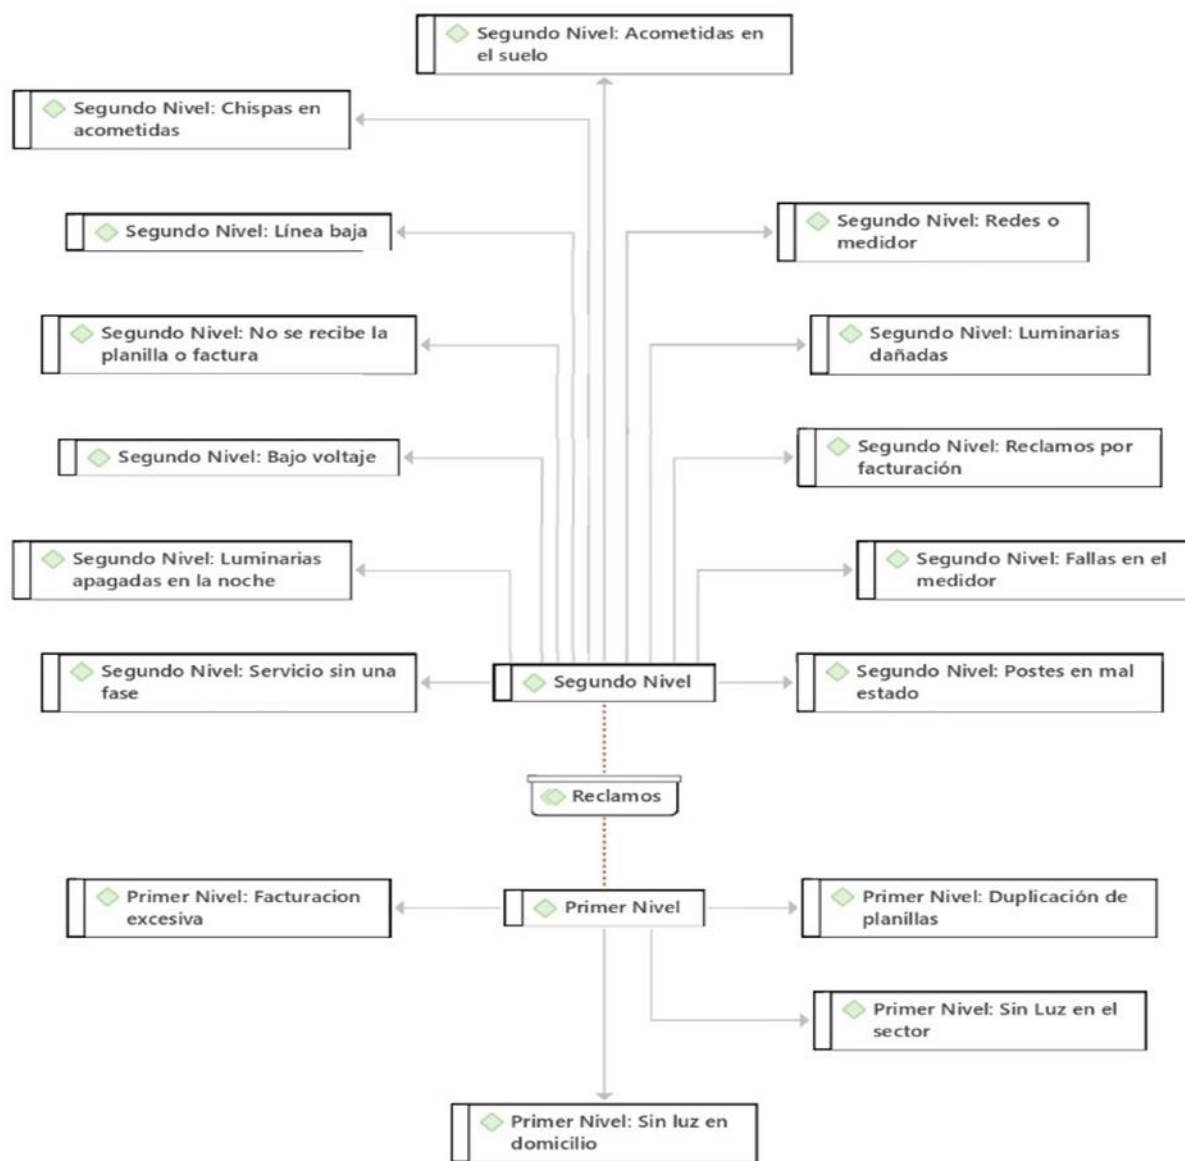 Segundo Nivel: Acometidas en
el suelo
Segundo Nivel: Chispas en
acometidas
Segundo Nivel: Línea baja
Segundo Nivel: Redes o
medidor
Segundo Nivel: No se recibe la
planilla o factura
Segundo Nivel: Luminarias
dañadas
Segundo Nivel: Bajo voltaje
Segundo Nivel: Reclamos por
facturación
Segundo Nivel: Luminarias
apagadas en la noche
Segundo Nivel: Fallas en el
medidor
Segundo Nivel: Servicio sin una
fase
Segundo Nivel
Segundo Nivel: Postes en mal
estado
Reclamos
Primer Nivel: Facturacion
excesiva
Primer Nivel
Primer Nivel: Duplicación de
planillas
Primer Nivel: Sin Luz en el
sector
Primer Nivel: Sin luz en
domicilio